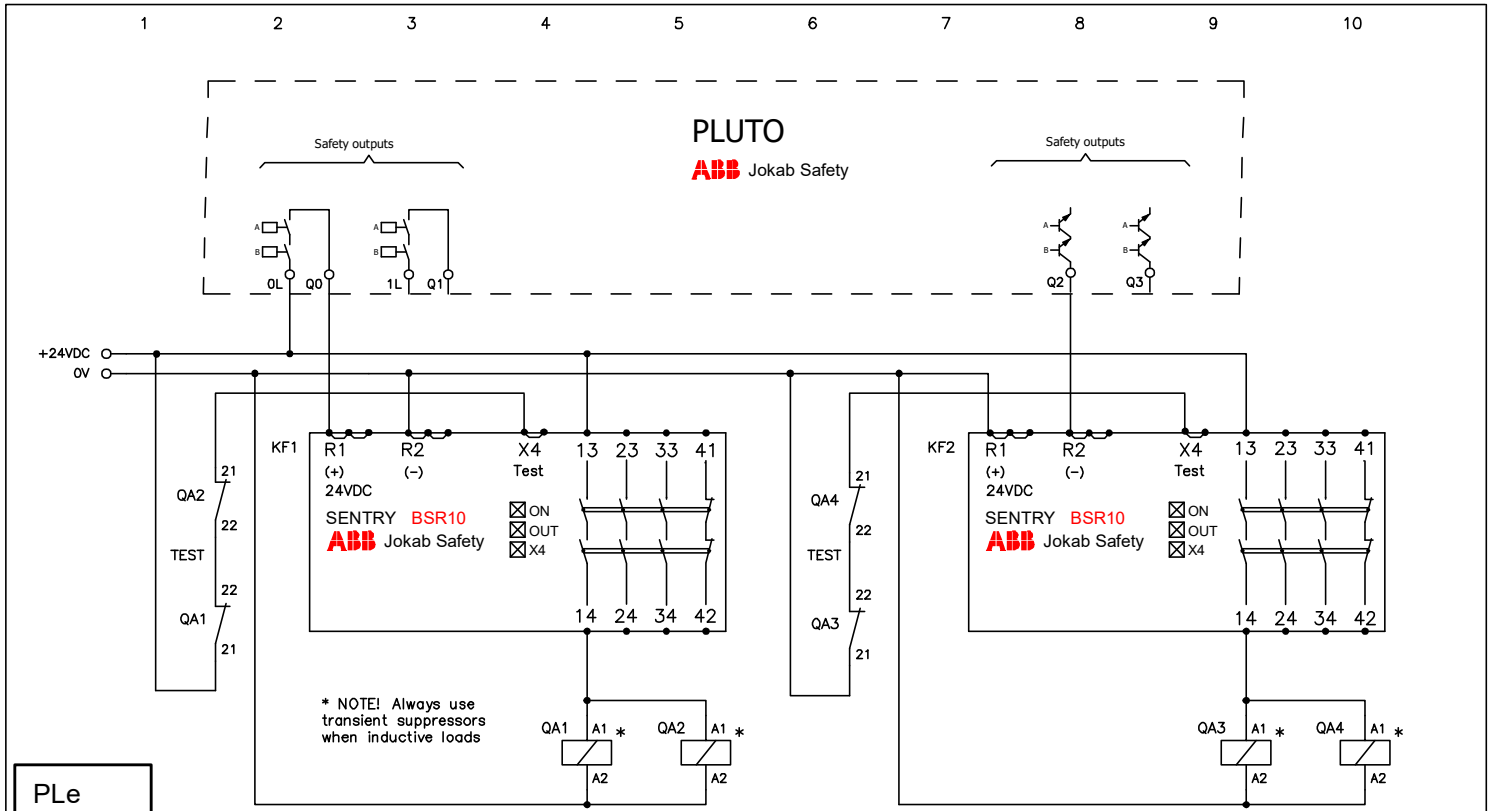 1 2 3 4 5 6 7 8 9 10
PLUTO
ABB Jokab Safety
Safety outputs
Safety outputs
A A A A
B B B B
0L Q0 1L Q1 Q2 Q3
+24VDC
0V
KF1 R1 R2 X4 13 23 33 41
(+) (-) Test
24VDC
SENTRY BSR10
ABB Jokab Safety
ON
OUT
X4
14 24 34 42
QA2 21
22
TEST
22
QA1
21
KF2 R1 R2 X4 13 23 33 41
(+) (-) Test
24VDC
SENTRY BSR10
ABB Jokab Safety
ON
OUT
X4
14 24 34 42
QA4 21
22
TEST
22
QA3
21
* NOTE! Always use
transient suppressors
when inductive loads
QA1 A1 * QA2 A1 *
A2 A2
QA3 A1 * QA4 A1 *
A2 A2
PLe